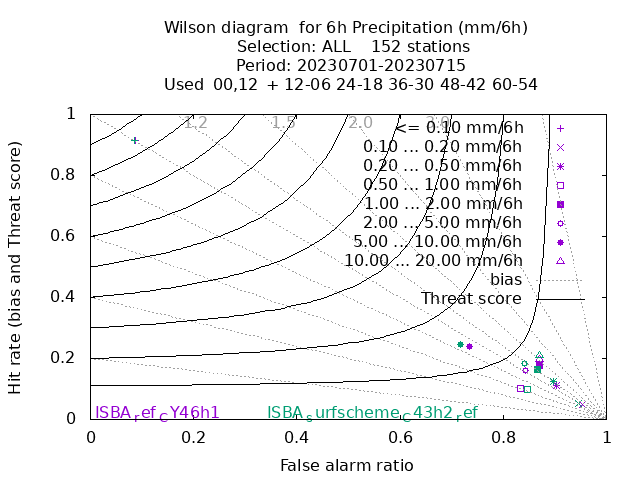 Wilson diagram  for 6h Precipitation (mm/6h)
Selection: ALL    152 stations
Period: 20230701-20230715
Used  00,12  + 12-06 24-18 36-30 48-42 60-54
Hit rate (bias and Threat score)
1
0.8
0.6
0.4
0.2
0
1.2
1.5
2.0
3.0
<= 0.10 mm/6h
0.10 ... 0.20 mm/6h
0.20 ... 0.50 mm/6h
0.50 ... 1.00 mm/6h
1.00 ... 2.00 mm/6h
2.00 ... 5.00 mm/6h
5.00 ... 10.00 mm/6h
10.00 ... 20.00 mm/6h
bias
Threat score
ISBA_ref_CY46h1
ISBA_surfscheme_C43h2_ref
0 0.2 0.4 0.6 0.8 1
False alarm ratio